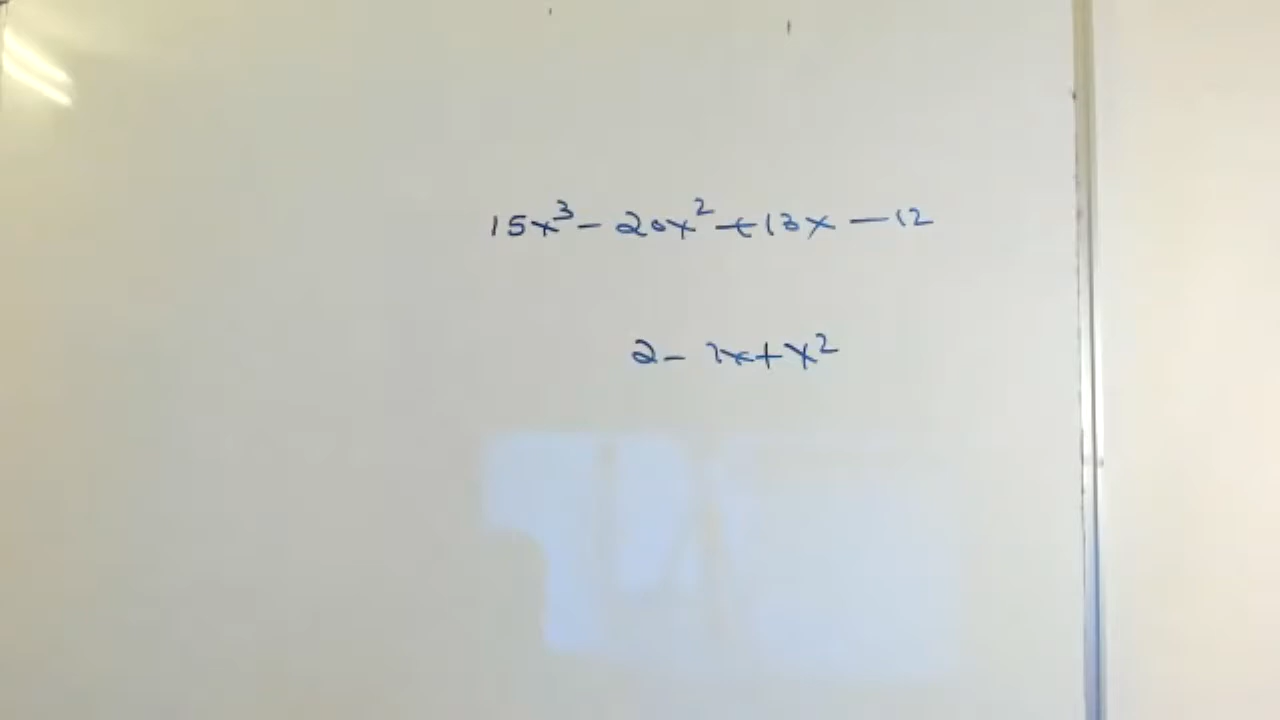 15x³ - 20x² + 13x - 12
2 - 2x + x²